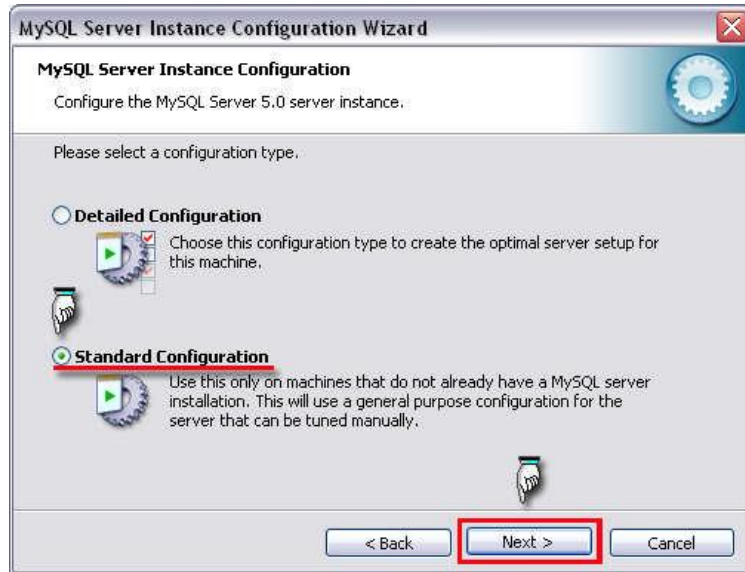 MySQL Server Instance Configuration Wizard
MySQL Server Instance Configuration
Configure the MySQL Server 5.0 server instance.
Please select a configuration type.
Detailed Configuration
Choose this configuration type to create the optimal server setup for
this machine.
Standard Configuration
Use this only on machines that do not already have a MySQL server
installation. This will use a general purpose configuration for the
server that can be tuned manually.
< Back
Next >
Cancel